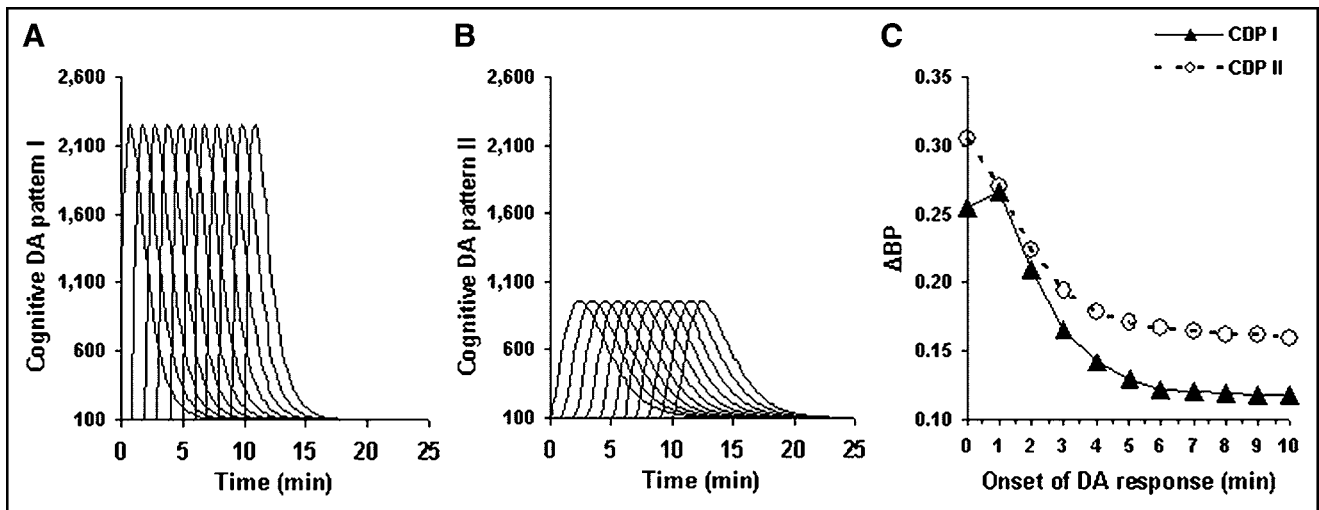 A
Cognitive DA pattern I
2,600
2,100
1,600
1,100
600
100
0 5 10 15 20 25
Time (min)
B
Cognitive DA pattern II
2,600
2,100
1,600
1,100
600
100
0 5 10 15 20 25
Time (min)
C
CDP I
CDP II
ΔBP
0.35
0.30
0.25
0.20
0.15
0.10
0 1 2 3 4 5 6 7 8 9 10
Onset of DA response (min)